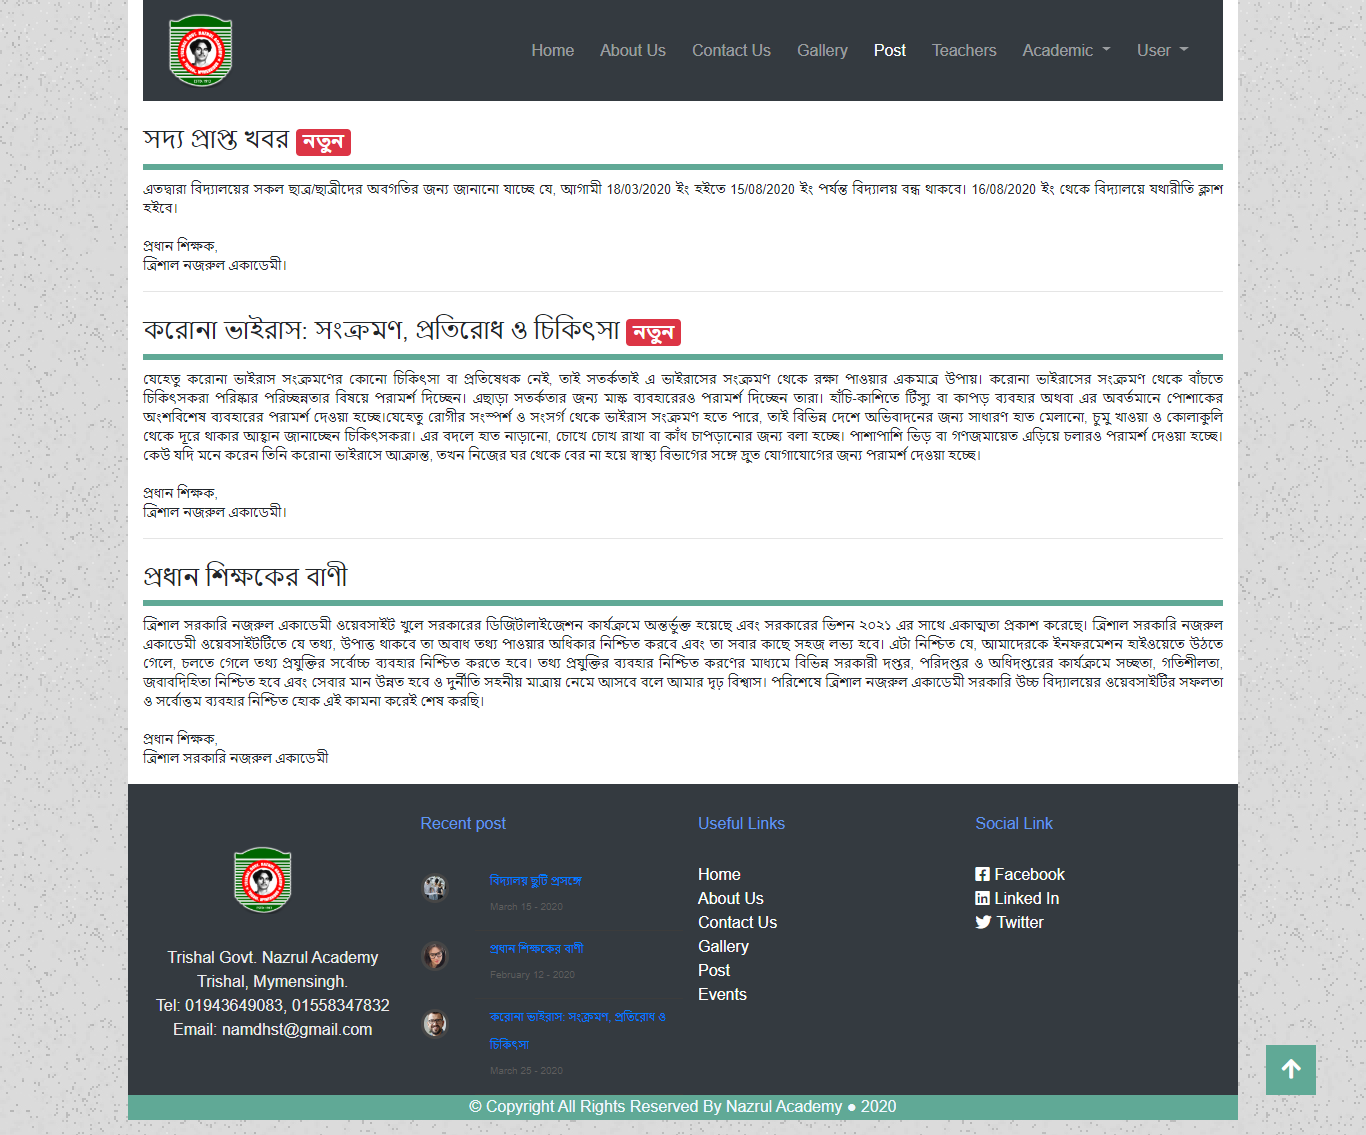 Home About Us Contact Us Gallery Post Teachers Academic User
সদ্য প্রাপ্ত খবর নতুন
এতদ্বারা বিদ্যালয়ের সকল ছাত্র/ছাত্রীদের অবগতির জন্য জানানো যাচ্ছে যে, আগামী 18/03/2020 ইং হইতে 15/08/2020 ইং পর্যন্ত বিদ্যালয় বন্ধ থাকবে। 16/08/2020 ইং থেকে বিদ্যালয়ে যথারীতি ক্লাশ
হইবে।
প্রধান শিক্ষক,
ত্রিশাল নজরুল একাডেমী।
করোনা ভাইরাস: সংক্রমণ, প্রতিরোধ ও চিকিৎসা নতুন
যেহেতু করোনা ভাইরাস সংক্রমণের কোনো চিকিৎসা বা প্রতিষেধক নেই, তাই সতর্কতাই এ ভাইরাসের সংক্রমণ থেকে রক্ষা পাওয়ার একমাত্র উপায়। করোনা ভাইরাসের সংক্রমণ থেকে বাঁচতে
চিকিৎসকরা পরিষ্কার পরিচ্ছন্নতার বিষয়ে পরামর্শ দিচ্ছেন। এছাড়া সতর্কতার জন্য মাস্ক ব্যবহারেরও পরামর্শ দিচ্ছেন তারা। হাঁচি-কাশিতে টিস্যু বা কাপড় ব্যবহার অথবা এর অবর্তমানে পোশাকের
অংশবিশেষ ব্যবহারের পরামর্শ দেওয়া হচ্ছে।যেহেতু রোগীর সংস্পর্শ ও সংসর্গ থেকে ভাইরাস সংক্রমণ হতে পারে, তাই বিভিন্ন দেশে অভিবাদনের জন্য সাধারণ হাত মেলানো, চুমু খাওয়া ও কোলাকুলি
থেকে দূরে থাকার আহ্বান জানাচ্ছেন চিকিৎসকরা। এর বদলে হাত নাড়ানো, চোখে চোখ রাখা বা কাঁধ চাপড়ানোর জন্য বলা হচ্ছে। পাশাপাশি ভিড় বা গণজমায়েত এড়িয়ে চলারও পরামর্শ দেওয়া হচ্ছে।
কেউ যদি মনে করেন তিনি করোনা ভাইরাসে আক্রান্ত, তখন নিজের ঘর থেকে বের না হয়ে স্বাস্থ্য বিভাগের সঙ্গে দ্রুত যোগাযোগের জন্য পরামর্শ দেওয়া হচ্ছে।
প্রধান শিক্ষক,
ত্রিশাল নজরুল একাডেমী।
প্রধান শিক্ষকের বাণী
ত্রিশাল সরকারি নজরুল একাডেমী ওয়েবসাইট খুলে সরকারের ডিজিটালাইজেশন কার্যক্রমে অন্তর্ভুক্ত হয়েছে এবং সরকারের ভিশন ২০২১ এর সাথে একাত্মতা প্রকাশ করেছে। ত্রিশাল সরকারি নজরুল
একাডেমী ওয়েবসাইটটিতে যে তথ্য, উপাত্ত থাকবে তা অবাধ তথ্য পাওয়ার অধিকার নিশ্চিত করবে এবং তা সবার কাছে সহজ লভ্য হবে। এটা নিশ্চিত যে, আমাদেরকে ইনফরমেশন হাইওয়েতে উঠতে
গেলে, চলতে গেলে তথ্য প্রযুক্তির সর্বোচ্চ ব্যবহার নিশ্চিত করতে হবে। তথ্য প্রযুক্তির ব্যবহার নিশ্চিত করণের মাধ্যমে বিভিন্ন সরকারী দপ্তর, পরিদপ্তর ও অধিদপ্তরের কার্যক্রমে সচ্ছতা, গতিশীলতা,
জবাবদিহিতা নিশ্চিত হবে এবং সেবার মান উন্নত হবে ও দুর্নীতি সহনীয় মাত্রায় নেমে আসবে বলে আমার দৃঢ় বিশ্বাস। পরিশেষে ত্রিশাল নজরুল একাডেমী সরকারি উচ্চ বিদ্যালয়ের ওয়েবসাইটির সফলতা
ও সর্বোত্তম ব্যবহার নিশ্চিত হোক এই কামনা করেই শেষ করছি।
প্রধান শিক্ষক,
ত্রিশাল সরকারি নজরুল একাডেমী
Trishal Govt. Nazrul Academy
Trishal, Mymensingh.
Tel: 01943649083, 01558347832
Email: namdhst@gmail.com
Recent post
বিদ্যালয় ছুটি প্রসঙ্গে
March 15 - 2020
প্রধান শিক্ষকের বাণী
February 12 - 2020
করোনা ভাইরাস: সংক্রমণ, প্রতিরোধ ও
চিকিৎসা
March 25 - 2020
Useful Links
Home
About Us
Contact Us
Gallery
Post
Events
Social Link
Facebook
Linked In
Twitter
© Copyright All Rights Reserved By Nazrul Academy ● 2020